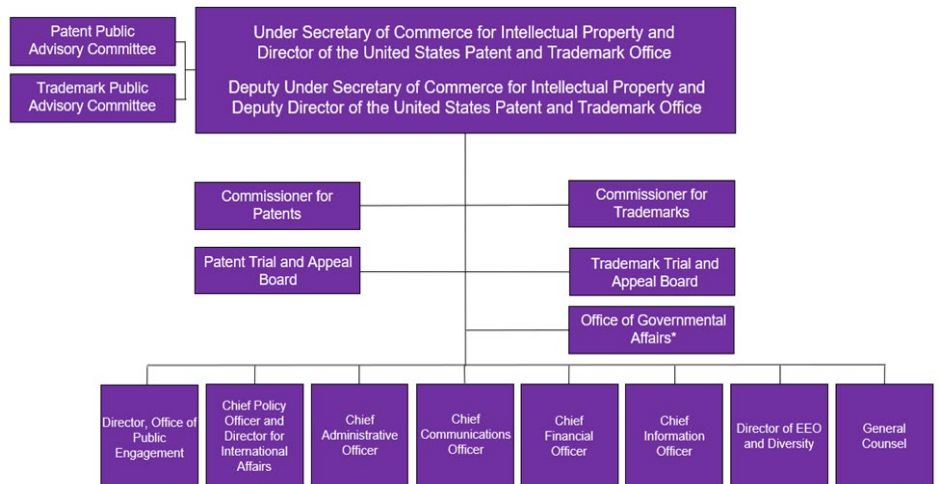 Patent Public
Advisory Committee
Trademark Public
Advisory Committee
Under Secretary of Commerce for Intellectual Property and
Director of the United States Patent and Trademark Office
Deputy Under Secretary of Commerce for Intellectual Property and
Deputy Director of the United States Patent and Trademark Office
Commissioner for
Patents
Commissioner for
Trademarks
Patent Trial and Appeal
Board
Trademark Trial and
Appeal Board
Office of Governmental
Affairs*
Director, Office of
Public
Engagement
Chief Policy
Officer and
Director for
International
Affairs
Chief
Administrative
Officer
Chief
Communications
Officer
Chief
Financial
Officer
Chief
Information
Officer
Director of EEO
and Diversity
General
Counsel